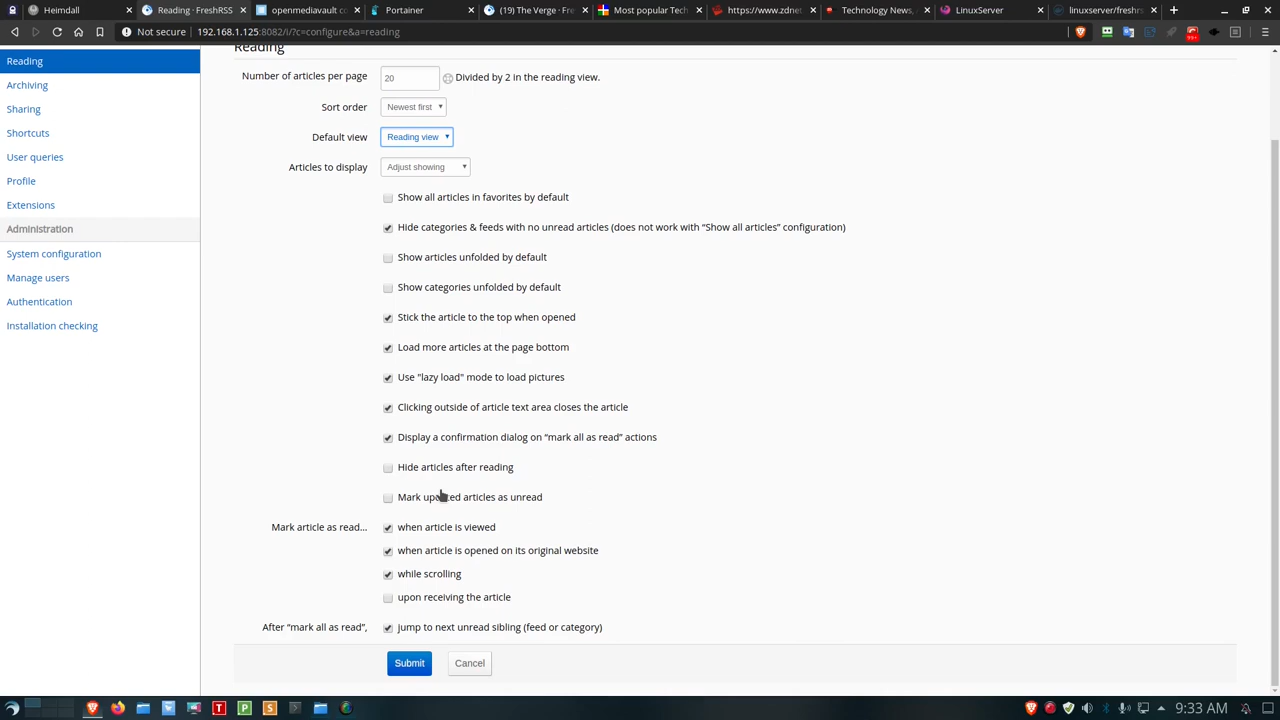 Heimdall
Reading · FreshRSS
openmediavault co
Portainer
(19) The Verge · Fre
Most popular Tech
https://www.zdnet
Technology News, A
LinuxServer
linuxserver/freshrs
Not secure
192.168.1.125:8082/i/?c=configure&a=reading
99+
Reading
Archiving
Sharing
Shortcuts
User queries
Profile
Extensions
Administration
System configuration
Manage users
Authentication
Installation checking
Reading
Number of articles per page 20 Divided by 2 in the reading view.
Sort order Newest first
Default view Reading view
Articles to display Adjust showing
Show all articles in favorites by default
Hide categories & feeds with no unread articles (does not work with “Show all articles” configuration)
Show articles unfolded by default
Show categories unfolded by default
Stick the article to the top when opened
Load more articles at the page bottom
Use "lazy load" mode to load pictures
Clicking outside of article text area closes the article
Display a confirmation dialog on “mark all as read” actions
Hide articles after reading
Mark updated articles as unread
Mark article as read... when article is viewed
when article is opened on its original website
while scrolling
upon receiving the article
After “mark all as read”, jump to next unread sibling (feed or category)
Submit Cancel
T P S
9:33 AM